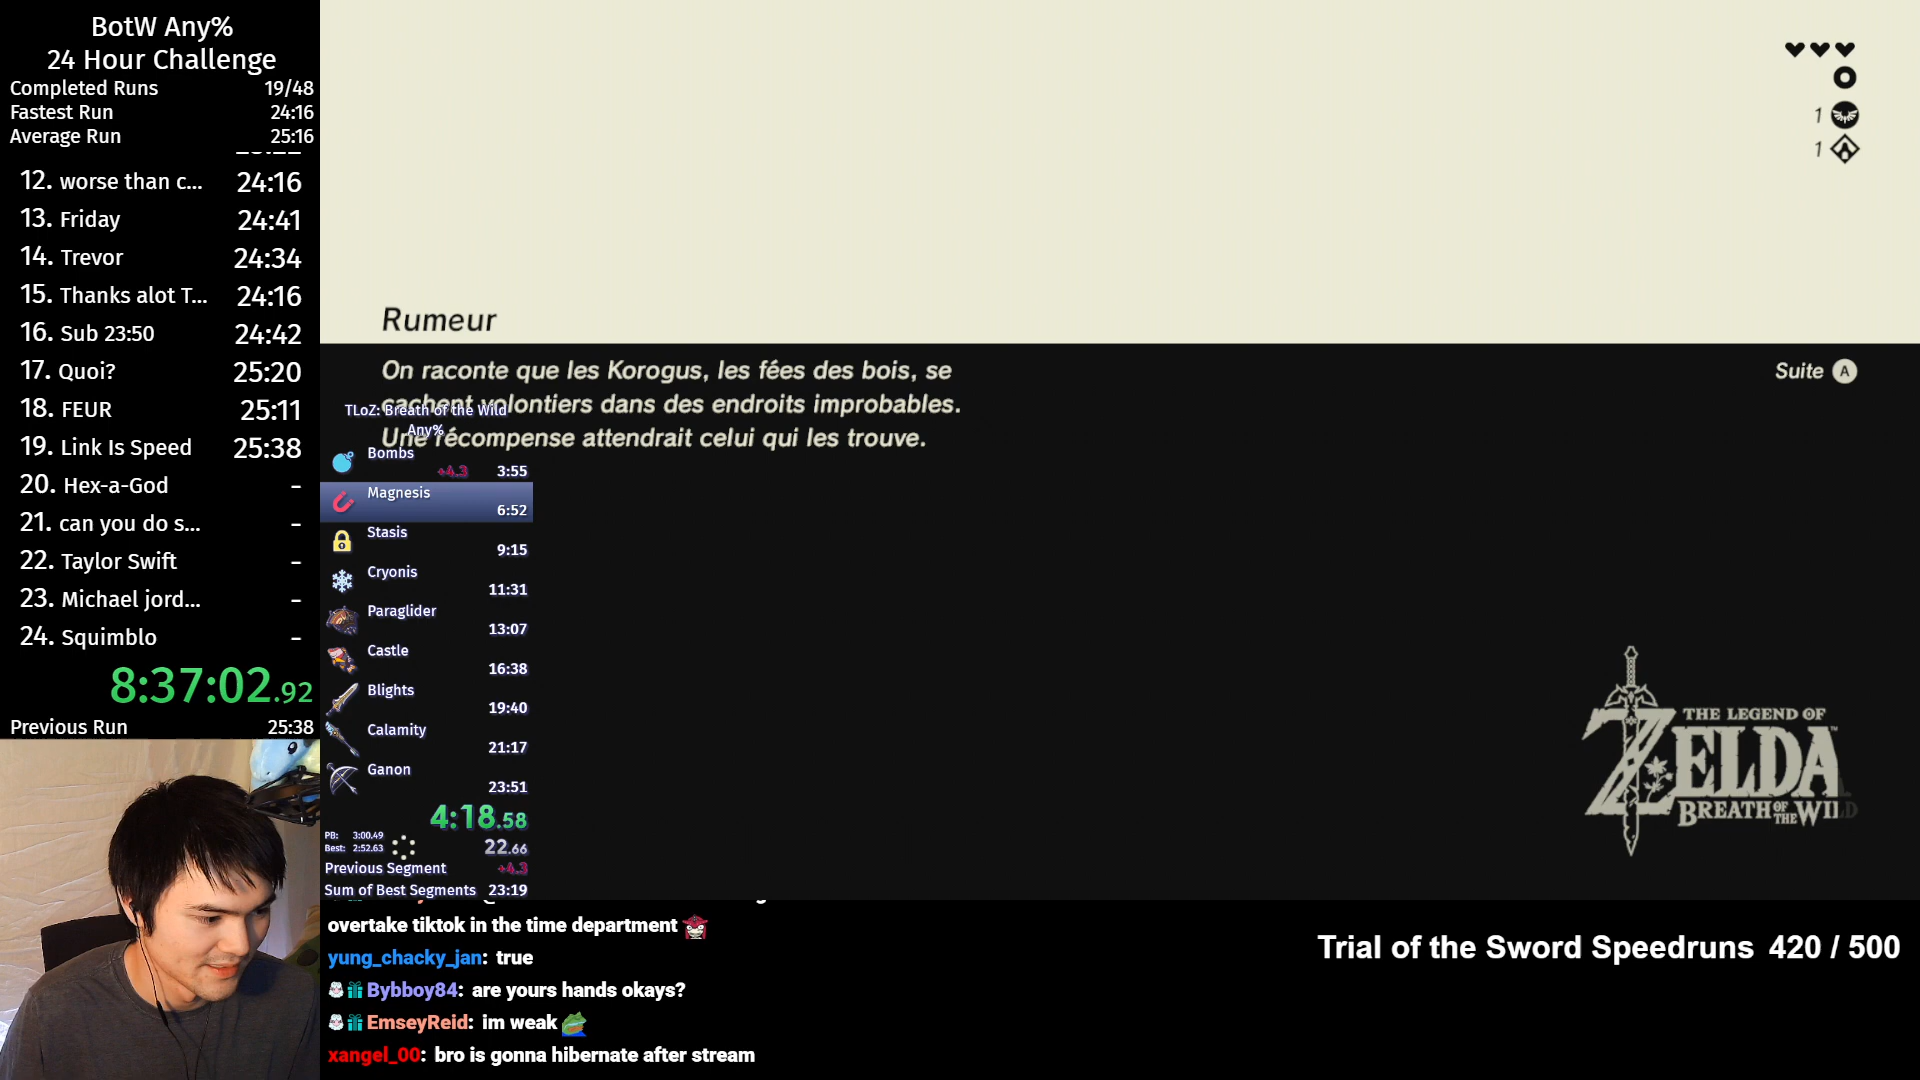 BotW Any%
24 Hour Challenge
Completed Runs 19/48
Fastest Run 24:16
Average Run 25:16
12. worse than c... 24:16
13. Friday 24:41
14. Trevor 24:34
15. Thanks alot T... 24:16
16. Sub 23:50 24:42
17. Quoi? 25:20
18. FEUR 25:11
19. Link Is Speed 25:38
20. Hex-a-God -
21. can you do s... -
22. Taylor Swift -
23. Michael jord... -
24. Squimblo -
8:37:02.92
Previous Run 25:38
1
1
Rumeur
On raconte que les Korogus, les fées des bois, se
cachent volontiers dans des endroits improbables.
Une récompense attendrait celui qui les trouve.
Suite A
TLoZ: Breath of the Wild
Any%
Bombs +4.3 3:55
Magnesis 6:52
Stasis 9:15
Cryonis 11:31
Paraglider 13:07
Castle 16:38
Blights 19:40
Calamity 21:17
Ganon 23:51
4:18.58
PB: 3:00.49
Best: 2:52.63
22.66
Previous Segment +4.3
Sum of Best Segments 23:19
THE LEGEND OF
ZELDA
BREATH OF THE WILD
overtake tiktok in the time department
yung_chacky_jan: true
Bybboy84: are yours hands okays?
EmseyReid: im weak
xangel_00: bro is gonna hibernate after stream
Trial of the Sword Speedruns 420 / 500